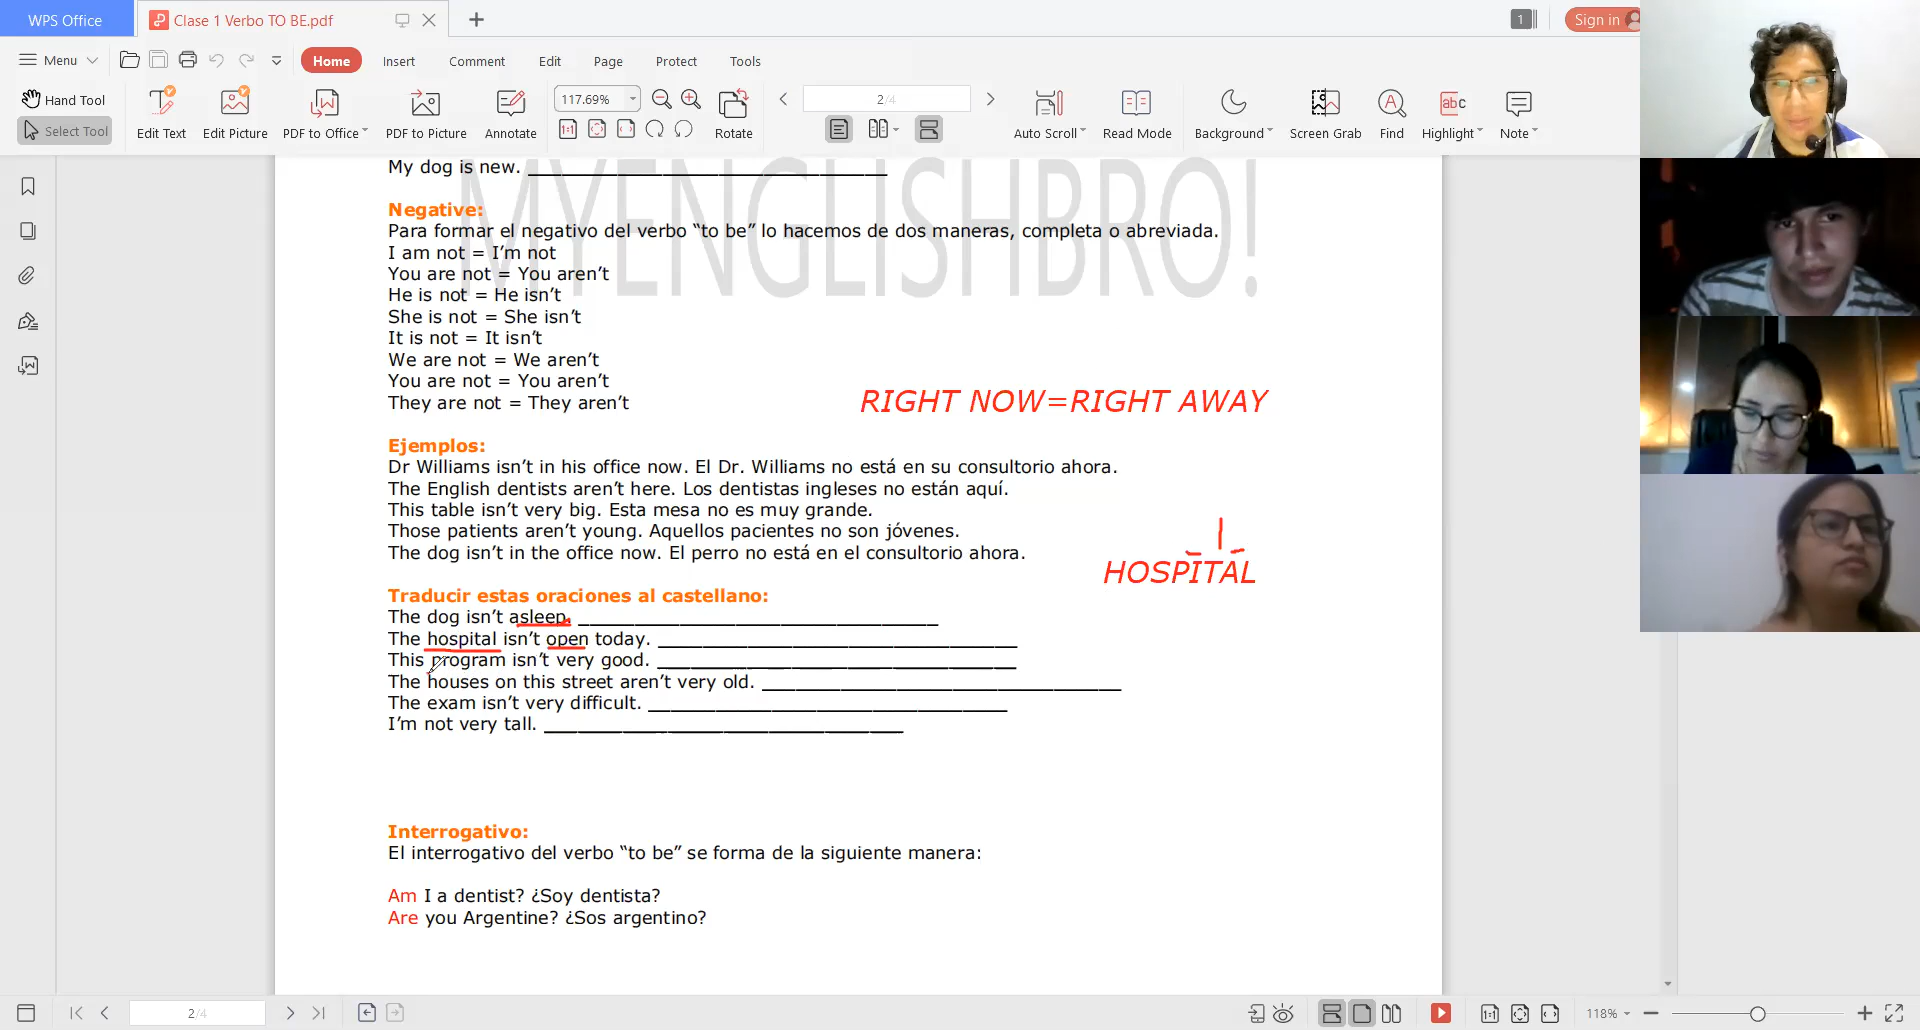 WPS Office
Clase 1 Verbo TO BE.pdf
1
Sign in
Menu
Home
Insert
Comment
Edit
Page
Protect
Tools
Hand Tool
Select Tool
Edit Text
Edit Picture
PDF to Office
PDF to Picture
Annotate
117.69%
Rotate
2/4
Auto Scroll
Read Mode
Background
Screen Grab
Find
Highlight
Note
MYENGLISHBRO!
My dog is new. ________________________________
Negative:
Para formar el negativo del verbo “to be” lo hacemos de dos maneras, completa o abreviada.
I am not = I’m not
You are not = You aren’t
He is not = He isn’t
She is not = She isn’t
It is not = It isn’t
We are not = We aren’t
You are not = You aren’t
They are not = They aren’t
RIGHT NOW=RIGHT AWAY
Ejemplos:
Dr Williams isn’t in his office now. El Dr. Williams no está en su consultorio ahora.
The English dentists aren’t here. Los dentistas ingleses no están aquí.
This table isn’t very big. Esta mesa no es muy grande.
Those patients aren’t young. Aquellos pacientes no son jóvenes.
The dog isn’t in the office now. El perro no está en el consultorio ahora.
HOSPITAL
Traducir estas oraciones al castellano:
The dog isn’t asleep. ________________________________
The hospital isn’t open today. ________________________________
This program isn’t very good. ________________________________
The houses on this street aren’t very old. ________________________________
The exam isn’t very difficult. ________________________________
I’m not very tall. ________________________________
Interrogativo:
El interrogativo del verbo “to be” se forma de la siguiente manera:
Am I a dentist? ¿Soy dentista?
Are you Argentine? ¿Sos argentino?
2/4
118%